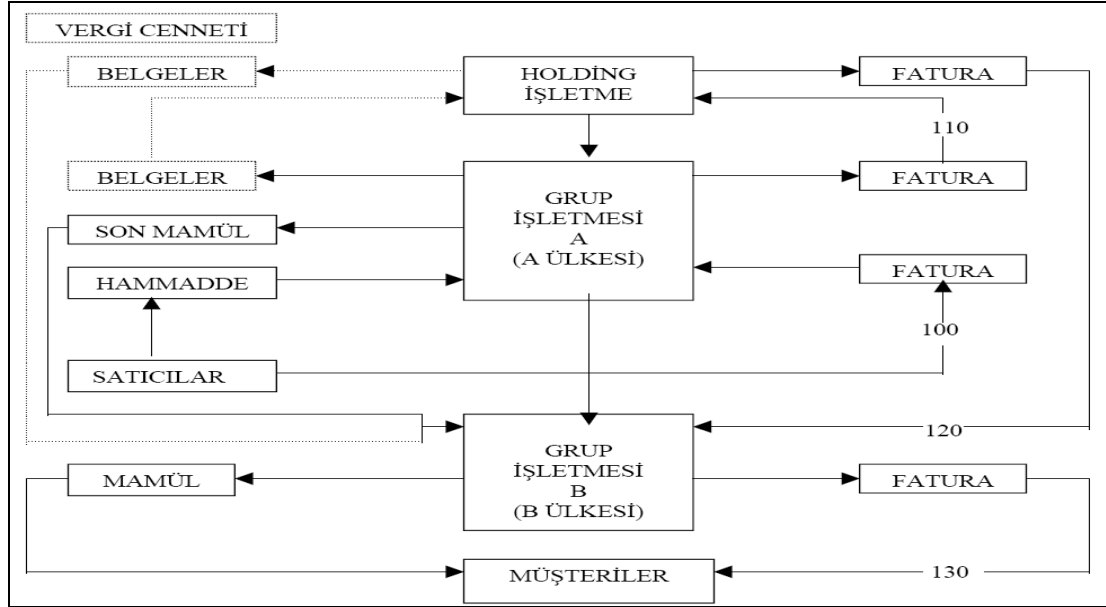 VERGİ CENNETİ
BELGELER
HOLDİNG
İŞLETME
FATURA
110
BELGELER
GRUP
İŞLETMESİ
A
(A ÜLKESİ)
FATURA
SON MAMÜL
HAMMADDE
FATURA
100
SATICILAR
GRUP
İŞLETMESİ
B
(B ÜLKESİ)
120
MAMÜL
FATURA
MÜŞTERİLER
130